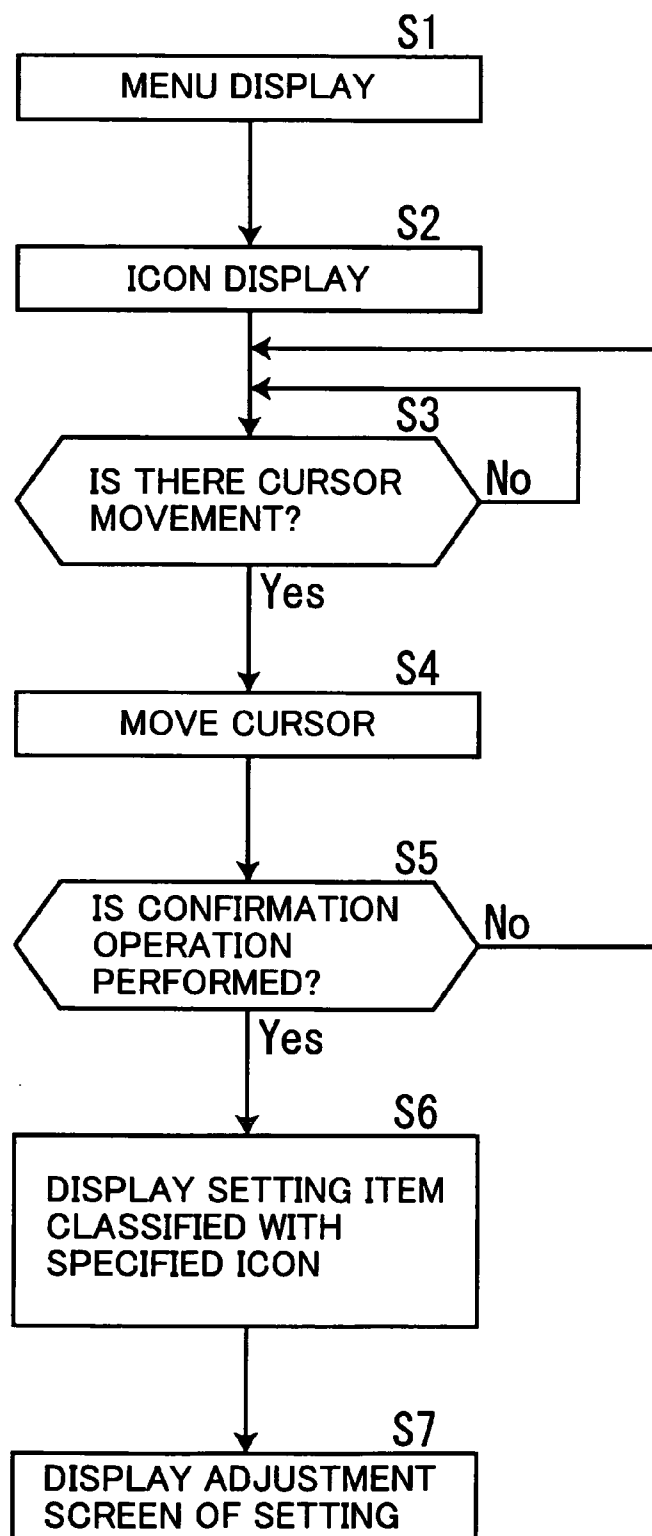 S1
MENU DISPLAY
S2
ICON DISPLAY
S3
IS THERE CURSOR
MOVEMENT?
No
Yes
S4
MOVE CURSOR
S5
IS CONFIRMATION
OPERATION
PERFORMED?
No
Yes
S6
DISPLAY SETTING ITEM
CLASSIFIED WITH
SPECIFIED ICON
S7
DISPLAY ADJUSTMENT
SCREEN OF SETTING